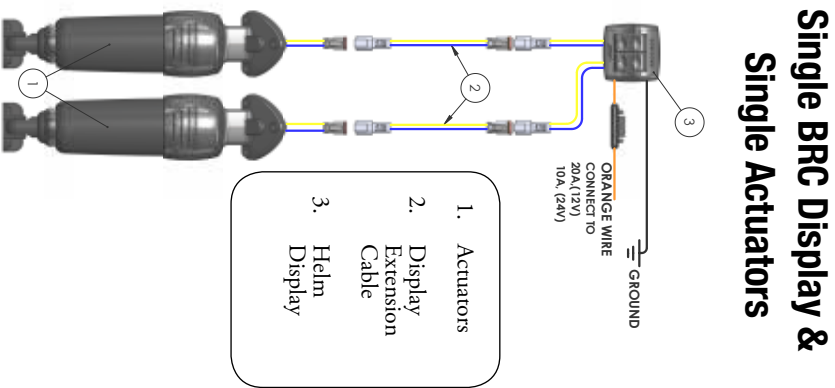 Single BRC Display &
Single Actuators
3
GROUND
ORANGE WIRE
CONNECT TO
20A,(12V)
10A, (24V)
2
1
1. Actuators
2. Display
Extension
Cable
3. Helm
Display